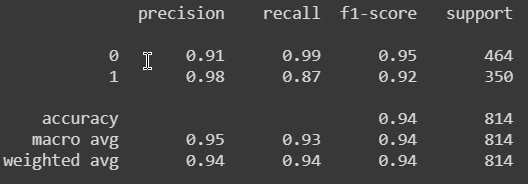 precision recall f1-score support
0 0.91 0.99 0.95 464
1 0.98 0.87 0.92 350
accuracy 0.94 814
macro avg 0.95 0.93 0.94 814
weighted avg 0.94 0.94 0.94 814